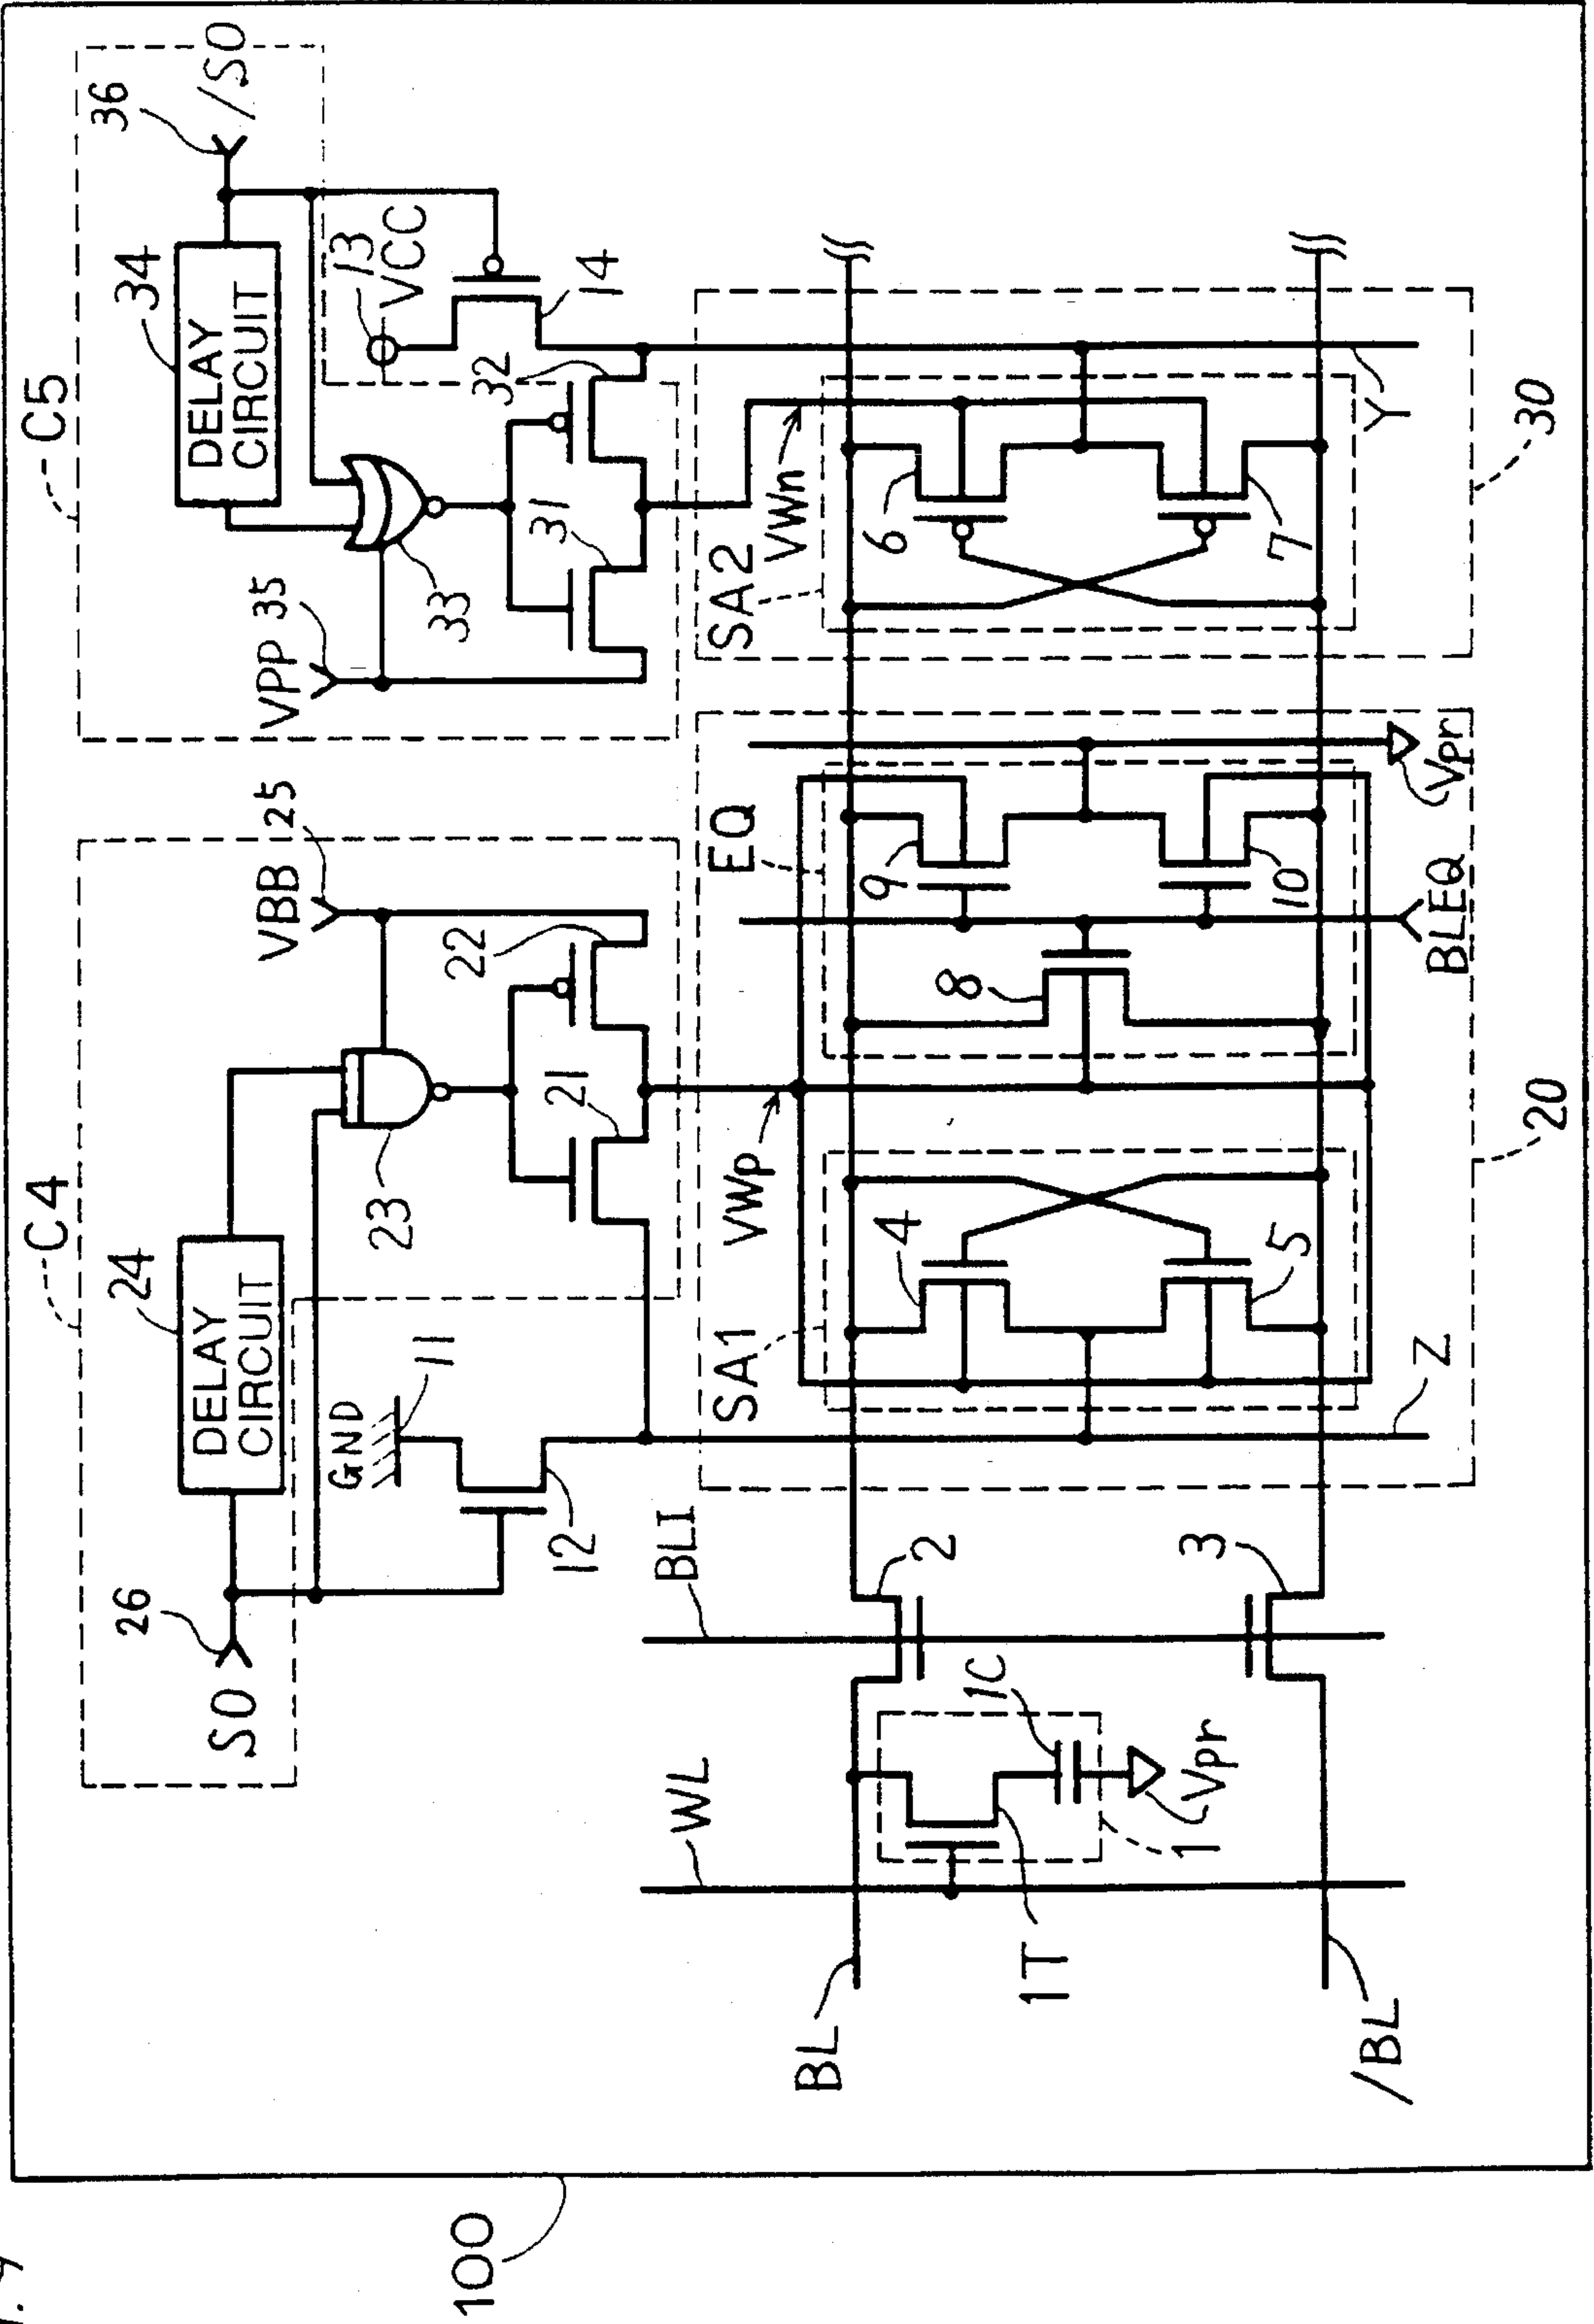 100
C4
C5
24
DELAY
CIRCUIT
26
S0
23
VBB
25
22
21
GND
11
12
34
DELAY
CIRCUIT
36
/S0
13
VCC
14
32
31
33
VPP
35
BLI
WL
BL
/BL
1T
1C
1
Vpr
2
3
SA1
4
5
Z
VWp
20
EQ
8
9
10
BLEQ
Vpr
SA2
VWn
6
7
Y
30